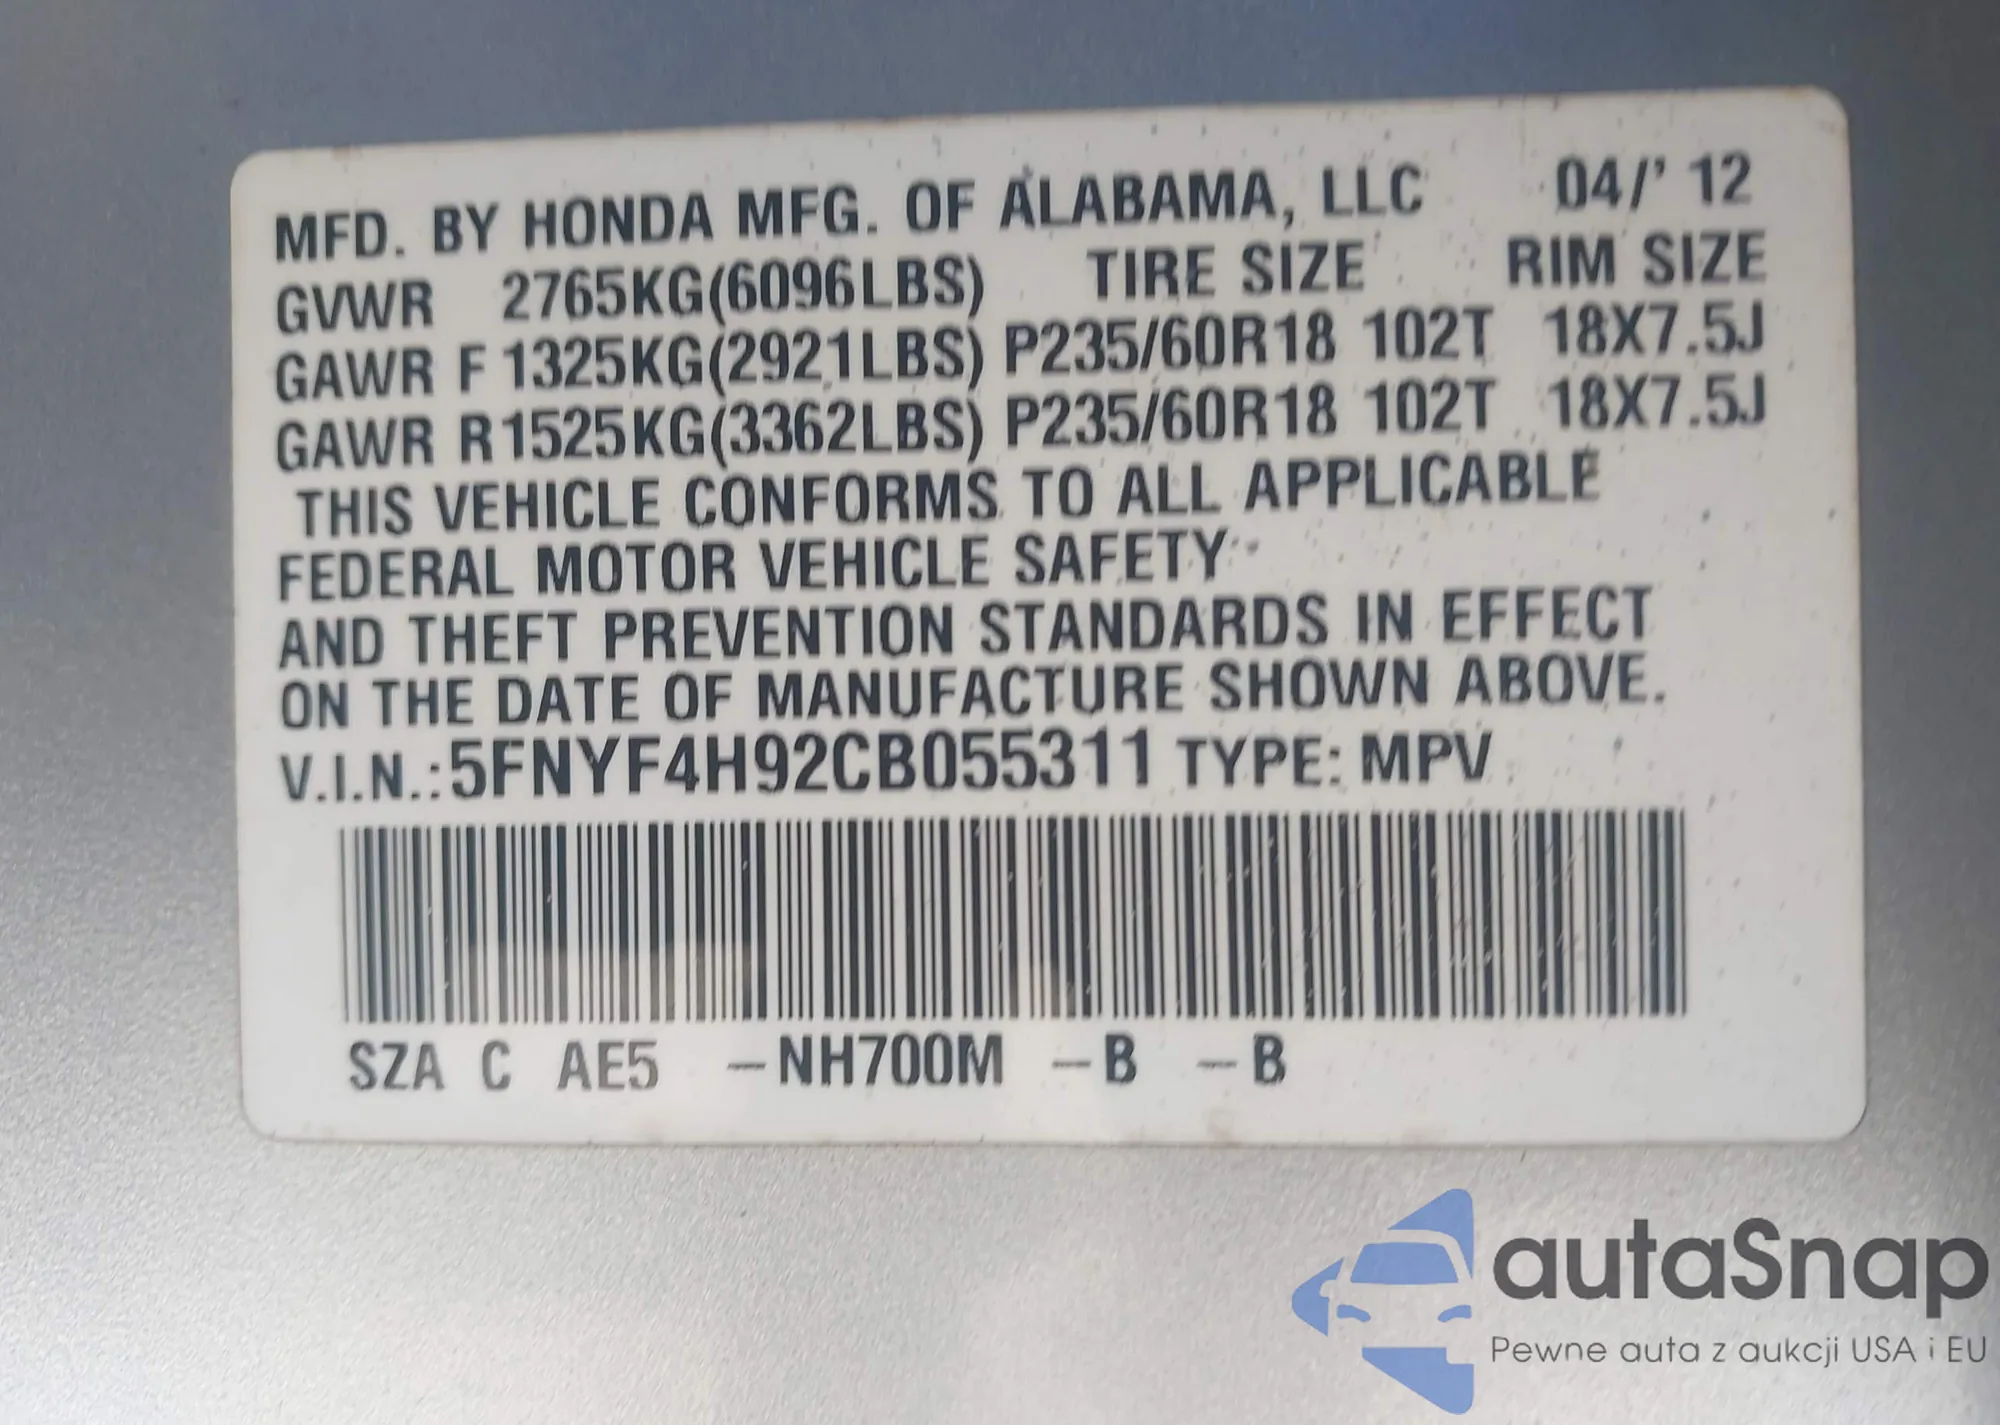 MFD. BY HONDA MFG. OF ALABAMA, LLC 04/' 12
GVWR 2765KG(6096LBS) TIRE SIZE RIM SIZE
GAWR F 1325KG(2921LBS) P235/60R18 102T 18X7.5J
GAWR R 1525KG(3362LBS) P235/60R18 102T 18X7.5J
THIS VEHICLE CONFORMS TO ALL APPLICABLE
FEDERAL MOTOR VEHICLE SAFETY
AND THEFT PREVENTION STANDARDS IN EFFECT
ON THE DATE OF MANUFACTURE SHOWN ABOVE.
V.I.N.: 5FNYF4H92CB055311 TYPE: MPV
SZA C AE5 –NH700M –B –B
autaSnap
Pewne auta z aukcji USA i EU